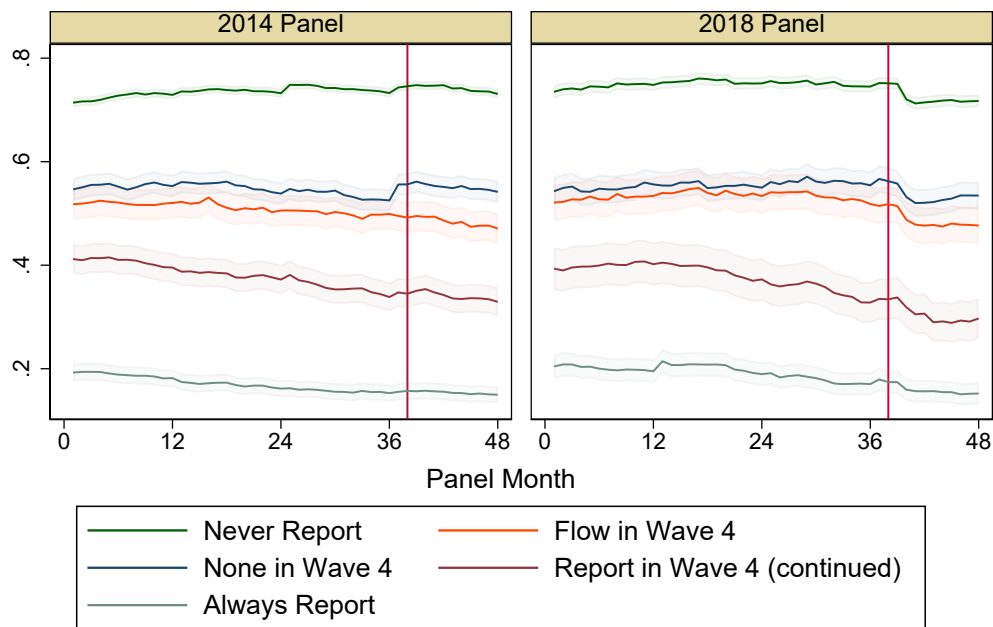 2014 Panel
2018 Panel
.8
.6
.4
.2
0 12 24 36 48
0 12 24 36 48
Panel Month
Never Report
Flow in Wave 4
None in Wave 4
Report in Wave 4 (continued)
Always Report